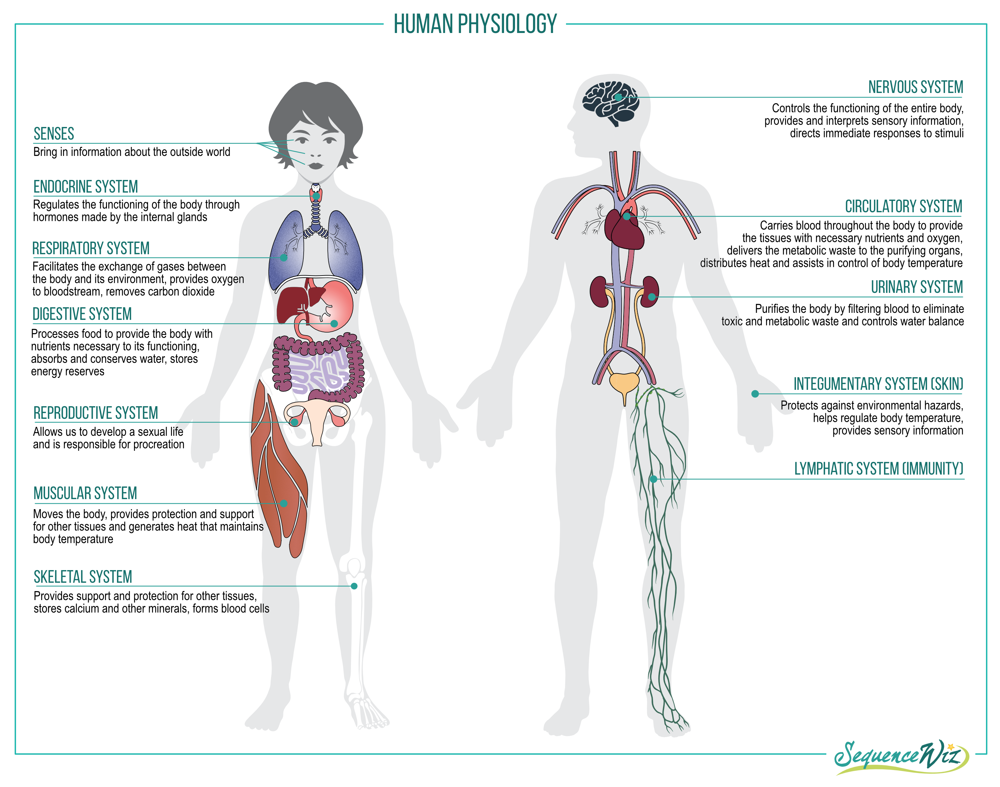 HUMAN PHYSIOLOGY
SENSES
Bring in information about the outside world
ENDOCRINE SYSTEM
Regulates the functioning of the body through
hormones made by the internal glands
RESPIRATORY SYSTEM
Facilitates the exchange of gases between
the body and its environment, provides oxygen
to bloodstream, removes carbon dioxide
DIGESTIVE SYSTEM
Processes food to provide the body with
nutrients necessary to its functioning,
absorbs and conserves water, stores
energy reserves
REPRODUCTIVE SYSTEM
Allows us to develop a sexual life
and is responsible for procreation
MUSCULAR SYSTEM
Moves the body, provides protection and support
for other tissues and generates heat that maintains
body temperature
SKELETAL SYSTEM
Provides support and protection for other tissues,
stores calcium and other minerals, forms blood cells
NERVOUS SYSTEM
Controls the functioning of the entire body,
provides and interprets sensory information,
directs immediate responses to stimuli
CIRCULATORY SYSTEM
Carries blood throughout the body to provide
the tissues with necessary nutrients and oxygen,
delivers the metabolic waste to the purifying organs,
distributes heat and assists in control of body temperature
URINARY SYSTEM
Purifies the body by filtering blood to eliminate
toxic and metabolic waste and controls water balance
INTEGUMENTARY SYSTEM (SKIN)
Protects against environmental hazards,
helps regulate body temperature,
provides sensory information
LYMPHATIC SYSTEM (IMMUNITY)
SequenceWiz